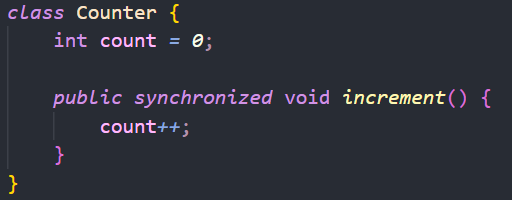 class Counter {
    int count = 0;
    public synchronized void increment() {
        count++;
    }
}